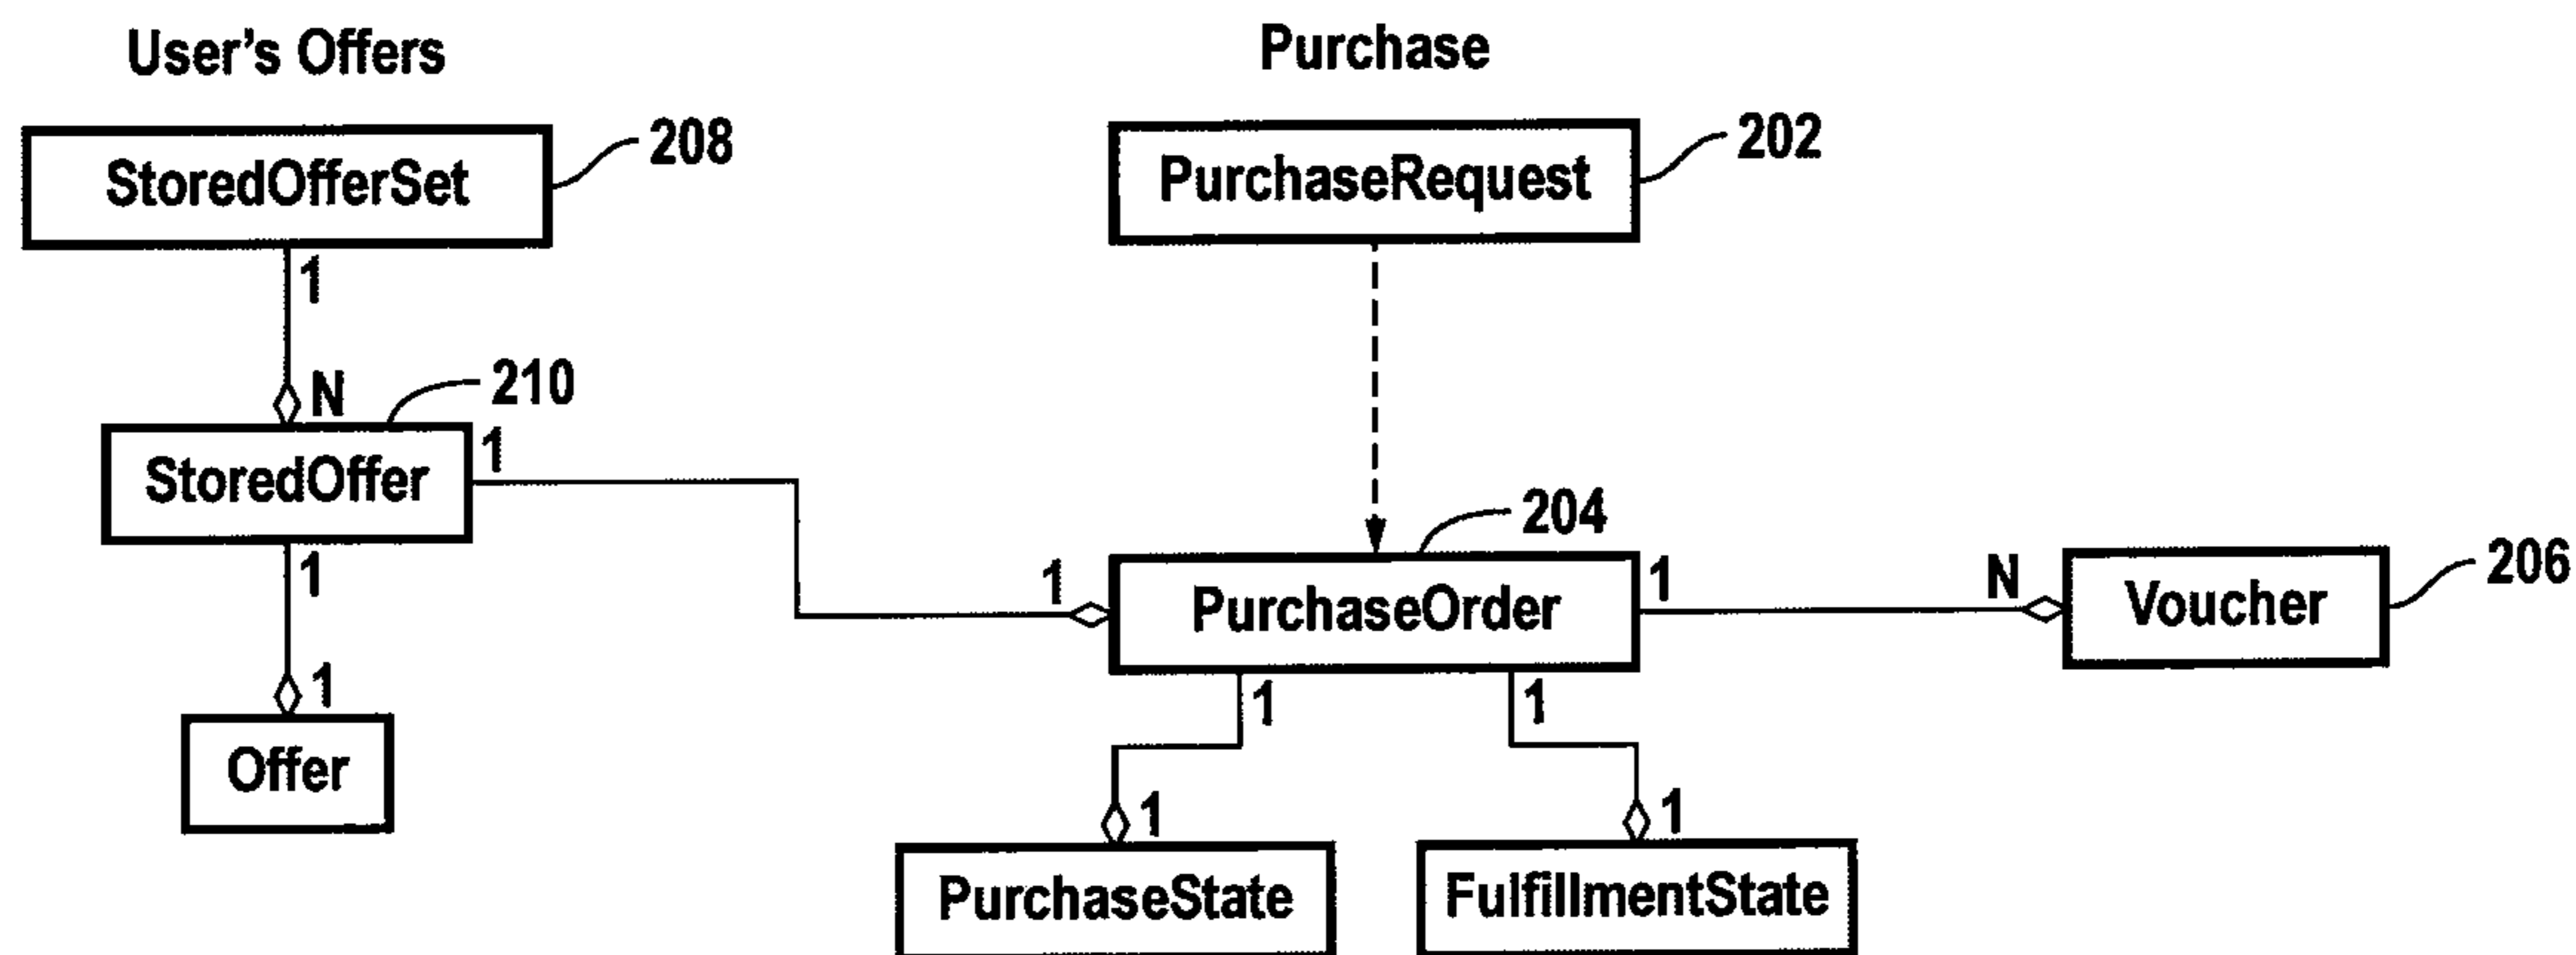 User's Offers
Purchase
StoredOfferSet
208
PurchaseRequest
202
1
N
210
StoredOffer
1
1
1
Offer
204
1
PurchaseOrder
1
N
Voucher
206
1
1
1
1
PurchaseState
FulfillmentState